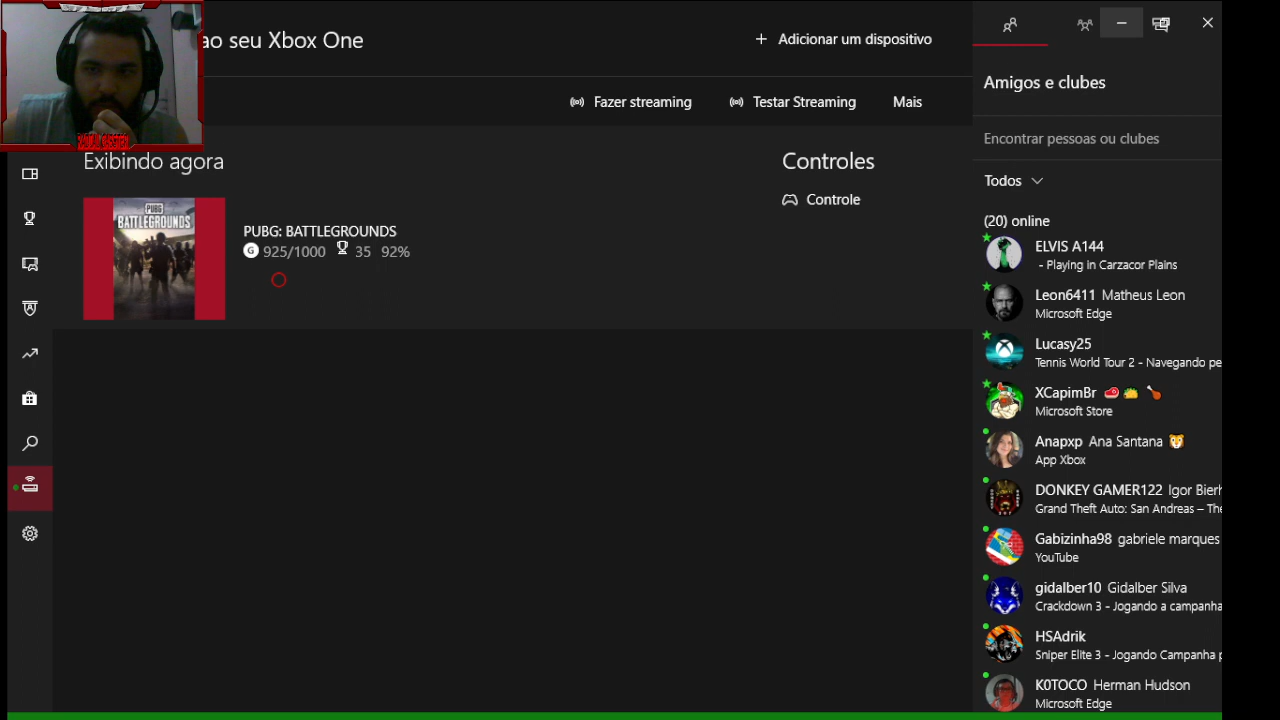 ao seu Xbox One
Adicionar um dispositivo
Fazer streaming
Testar Streaming
Mais
Exibindo agora
PUBG
BATTLEGROUNDS
PUBG: BATTLEGROUNDS
G 925/1000 35 92%
Controles
Controle
Amigos e clubes
Encontrar pessoas ou clubes
Todos
(20) online
ELVIS A144
- Playing in Carzacor Plains
Leon6411 Matheus Leon
Microsoft Edge
Lucasy25
Tennis World Tour 2 - Navegando pe
XCapimBr 🥩 🌮 🍗
Microsoft Store
Anapxp Ana Santana 🐯
App Xbox
DONKEY GAMER122 Igor Bierh
Grand Theft Auto: San Andreas – The
Gabizinha98 gabriele marques
YouTube
gidalber10 Gidalber Silva
Crackdown 3 - Jogando a campanha
HSAdrik
Sniper Elite 3 - Jogando Campanha p
K0TOCO Herman Hudson
Microsoft Edge